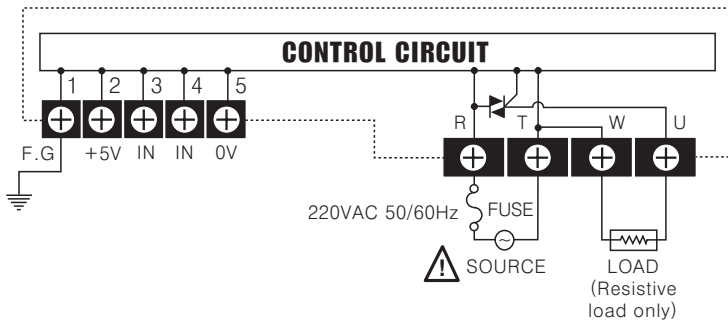 CONTROL CIRCUIT
1 2 3 4 5
R T W U
F.G +5V IN IN 0V
220VAC 50/60Hz FUSE
SOURCE
LOAD
(Resistive
load only)